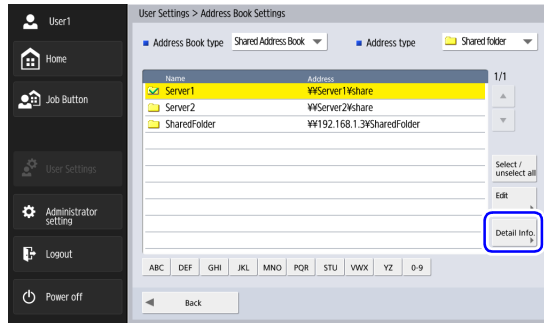 User1
Home
Job Button
User Settings
Administrator
setting
Logout
Power off
User Settings > Address Book Settings
Address Book type Shared Address Book Address type Shared folder
Name Address 1/1
Server1 ¥¥Server1¥share
Server2 ¥¥Server2¥share
SharedFolder ¥¥192.168.1.3¥SharedFolder
Select /
unselect all
Edit
Detail Info.
ABC DEF GHI JKL MNO PQR STU VWX YZ 0-9
Back